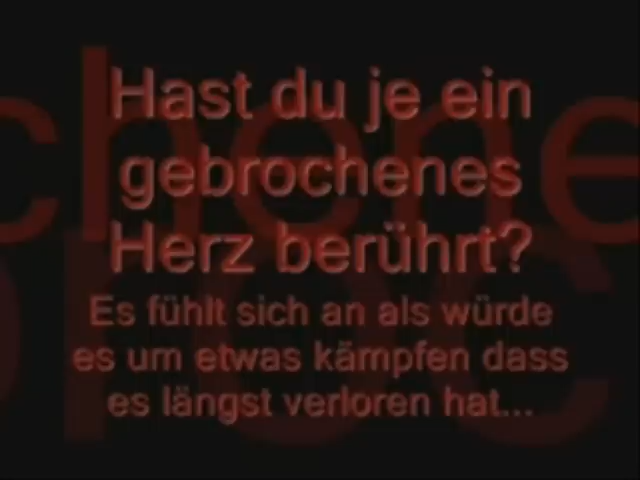 Hast du je ein
gebrochenes
Herz berührt?
Es fühlt sich an als würde
es um etwas kämpfen dass
es längst verloren hat...